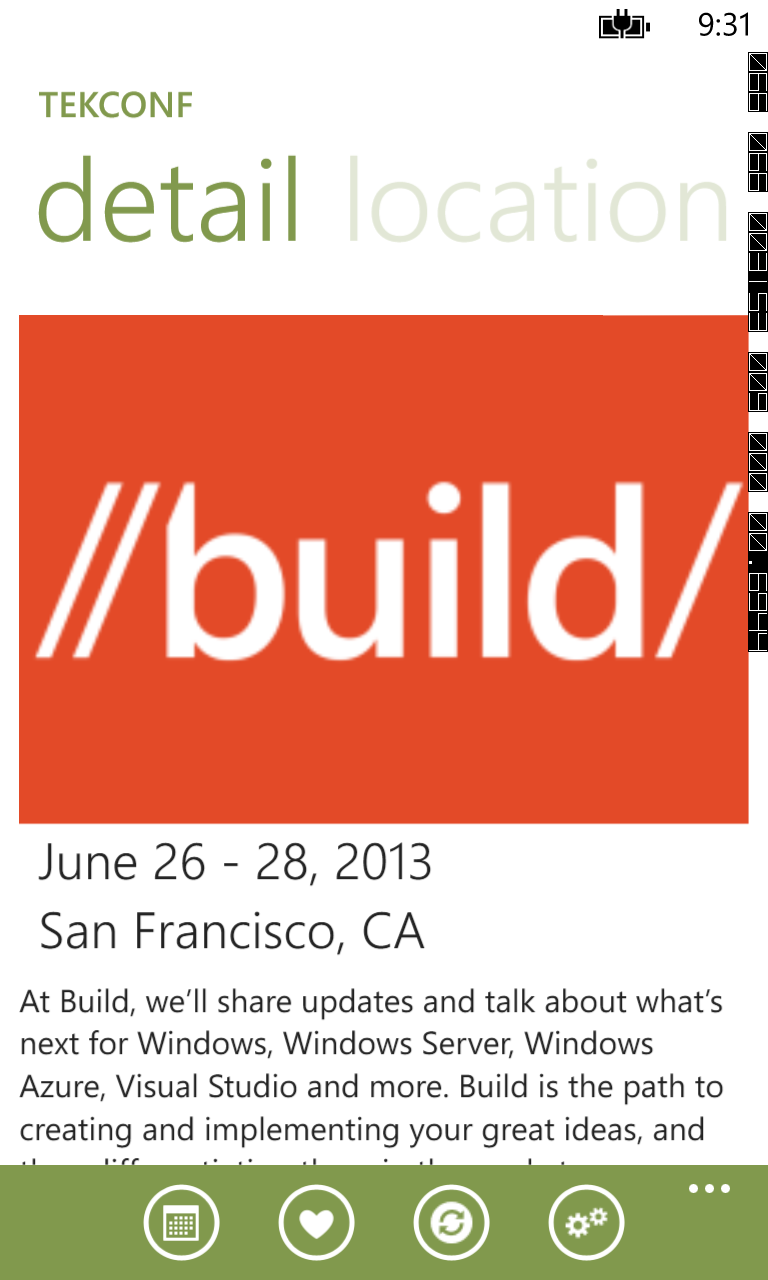 9:31
TEKCONF
detail location
//build/
June 26 - 28, 2013
San Francisco, CA
At Build, we’ll share updates and talk about what’s
next for Windows, Windows Server, Windows
Azure, Visual Studio and more. Build is the path to
creating and implementing your great ideas, and